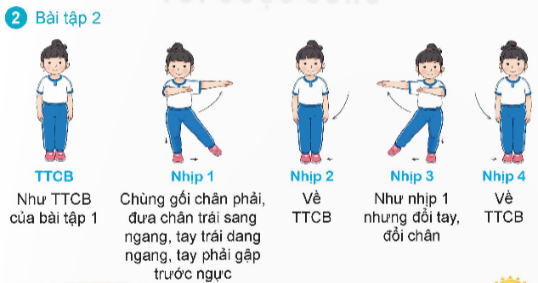 2 Bài tập 2
TTCB
Như TTCB
của bài tập 1
Nhịp 1
Chùng gối chân phải,
đưa chân trái sang
ngang, tay trái dang
ngang, tay phải gập
trước ngực
Nhịp 2
Về
TTCB
Nhịp 3
Như nhịp 1
nhưng đổi tay,
đổi chân
Nhịp 4
Về
TTCB